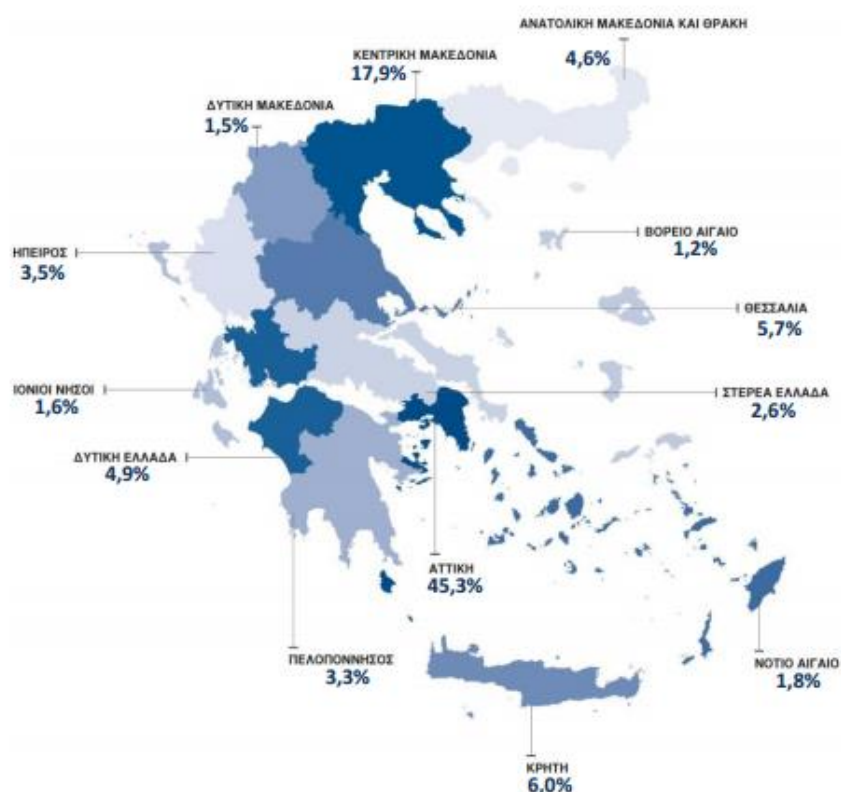 ΑΝΑΤΟΛΙΚΗ ΜΑΚΕΔΟΝΙΑ ΚΑΙ ΘΡΑΚΗ
4,6%
ΚΕΝΤΡΙΚΗ ΜΑΚΕΔΟΝΙΑ
17,9%
ΔΥΤΙΚΗ ΜΑΚΕΔΟΝΙΑ
1,5%
ΒΟΡΕΙΟ ΑΙΓΑΙΟ
1,2%
ΗΠΕΙΡΟΣ
3,5%
ΘΕΣΣΑΛΙΑ
5,7%
ΙΟΝΙΟΙ ΝΗΣΟΙ
1,6%
ΣΤΕΡΕΑ ΕΛΛΑΔΑ
2,6%
ΔΥΤΙΚΗ ΕΛΛΑΔΑ
4,9%
ΑΤΤΙΚΗ
45,3%
ΠΕΛΟΠΟΝΝΗΣΟΣ
3,3%
ΝΟΤΙΟ ΑΙΓΑΙΟ
1,8%
ΚΡΗΤΗ
6,0%